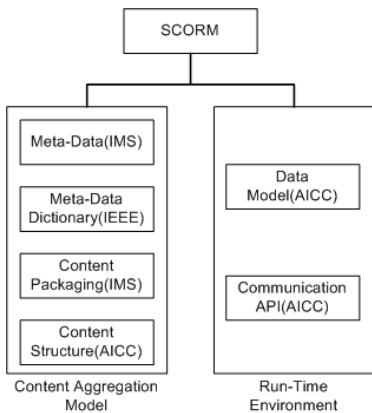 SCORM
Meta-Data(IMS)
Meta-Data
Dictionary(IEEE)
Content
Packaging(IMS)
Content
Structure(AICC)
Content Aggregation
Model
Data
Model(AICC)
Communication
API(AICC)
Run-Time
Environment